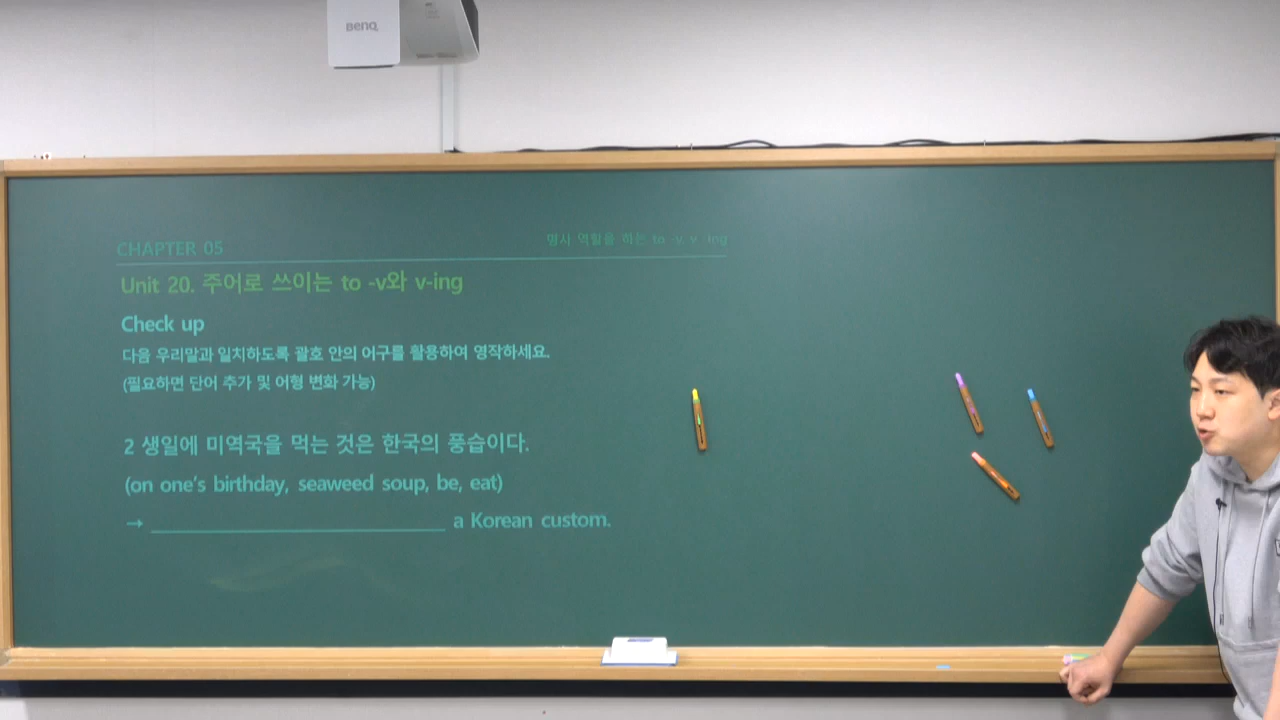 BenQ
CHAPTER 05
명사 역할을 하는 to -v, v -ing
Unit 20. 주어로 쓰이는 to -v와 v-ing
Check up
다음 우리말과 일치하도록 괄호 안의 어구를 활용하여 영작하세요.
(필요하면 단어 추가 및 어형 변화 가능)
2 생일에 미역국을 먹는 것은 한국의 풍습이다.
(on one's birthday, seaweed soup, be, eat)
→ ____________________ a Korean custom.